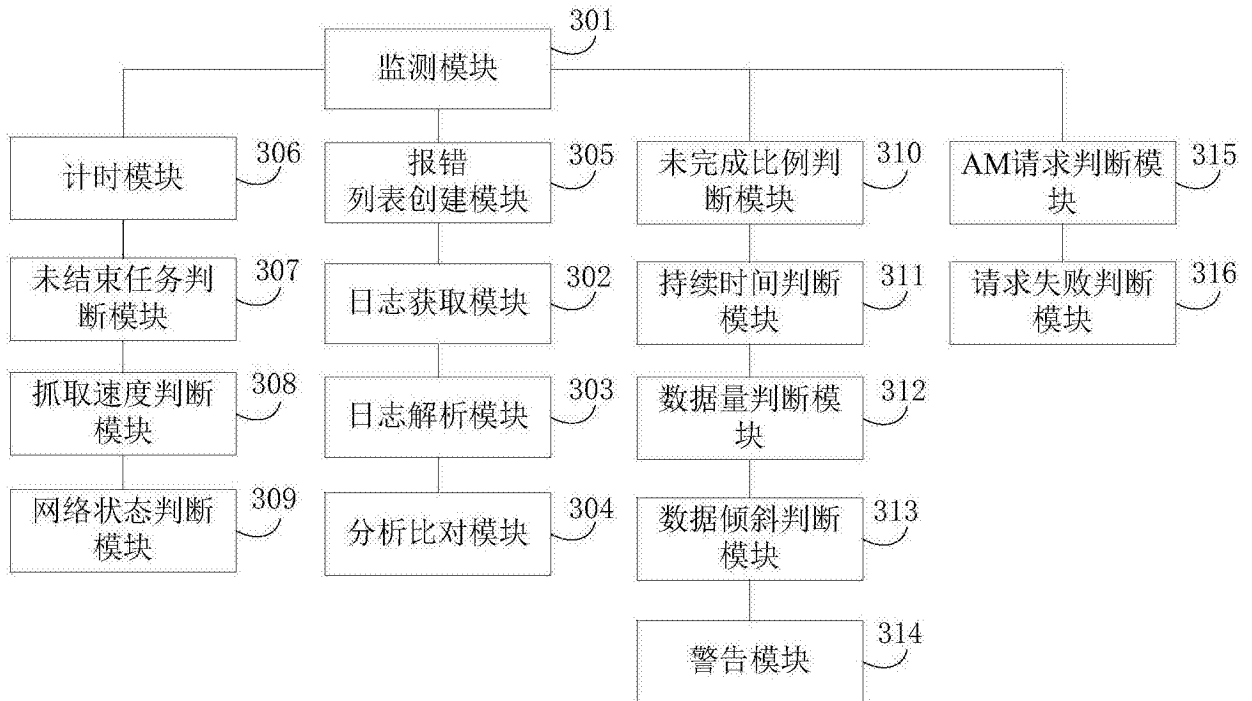 301
监测模块
306
计时模块
305
报错
列表创建模块
310
未完成比例判
断模块
315
AM请求判断模
块
307
未结束任务判
断模块
302
日志获取模块
311
持续时间判断
模块
316
请求失败判断
模块
308
抓取速度判断
模块
303
日志解析模块
312
数据量判断模
块
309
网络状态判断
模块
304
分析比对模块
313
数据倾斜判断
模块
314
警告模块